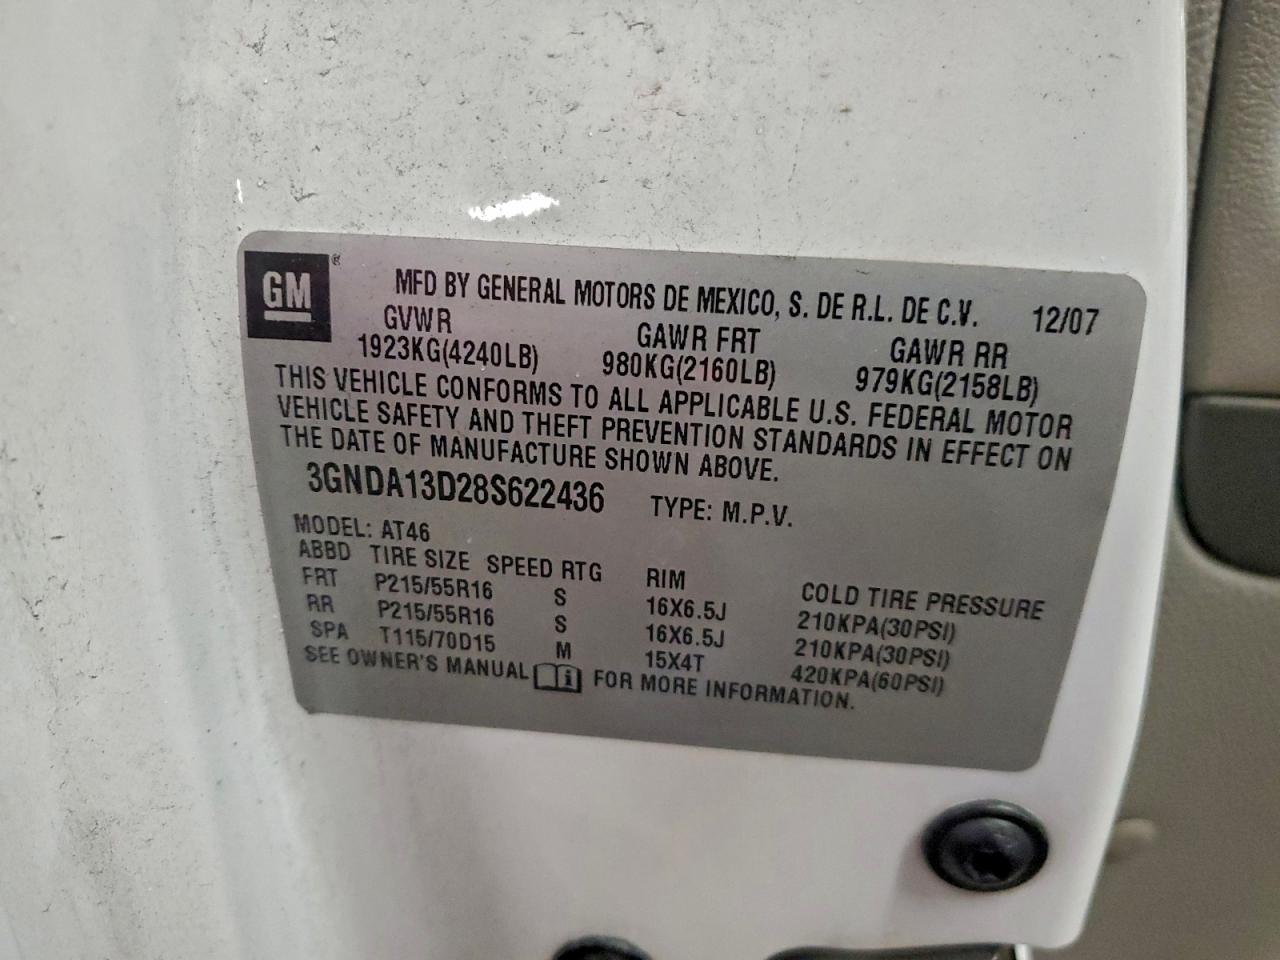 GM ®
MFD BY GENERAL MOTORS DE MEXICO, S. DE R.L. DE C.V. 12/07
GVWR GAWR FRT GAWR RR
1923KG(4240LB) 980KG(2160LB) 979KG(2158LB)
THIS VEHICLE CONFORMS TO ALL APPLICABLE U.S. FEDERAL MOTOR
VEHICLE SAFETY AND THEFT PREVENTION STANDARDS IN EFFECT ON
THE DATE OF MANUFACTURE SHOWN ABOVE.
3GNDA13D28S622436 TYPE: M.P.V.
MODEL: AT46
ABBD TIRE SIZE SPEED RTG RIM COLD TIRE PRESSURE
FRT P215/55R16 S 16X6.5J 210KPA(30PSI)
RR P215/55R16 S 16X6.5J 210KPA(30PSI)
SPA T115/70D15 M 15X4T 420KPA(60PSI)
SEE OWNER'S MANUAL i FOR MORE INFORMATION.